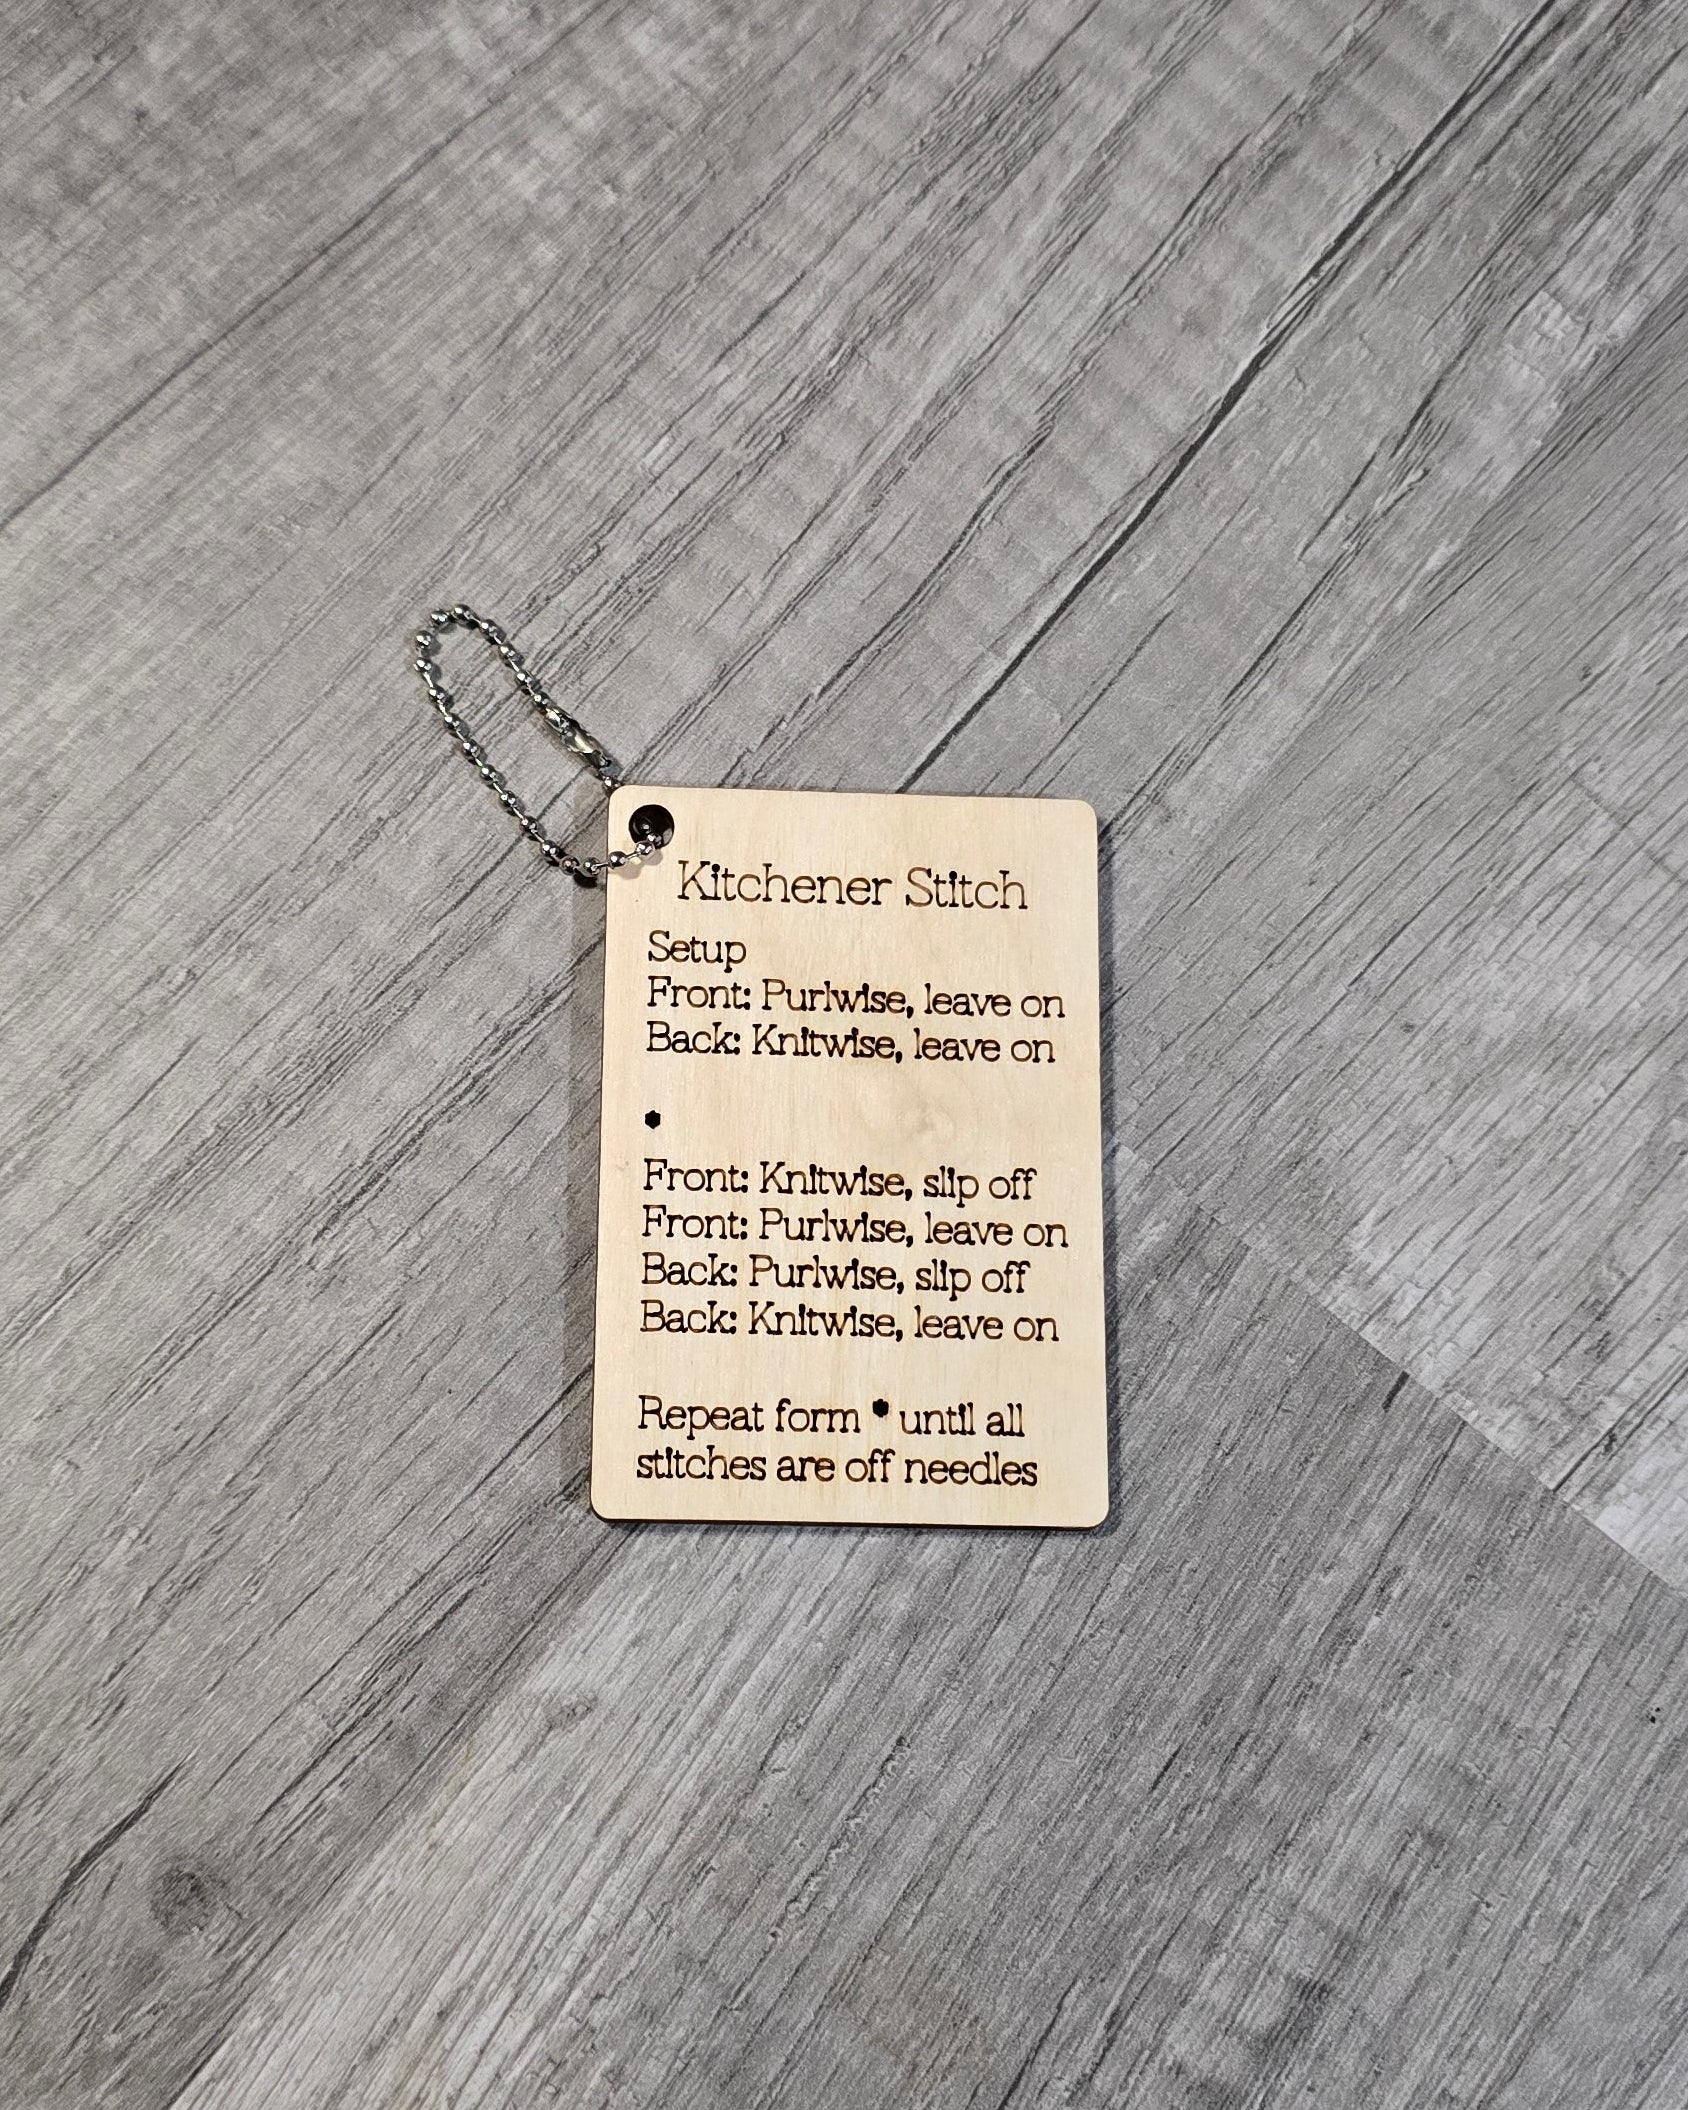 Kitchener Stitch
Setup
Front: Purlwise, leave on
Back: Knitwise, leave on
*
Front: Knitwise, slip off
Front: Purlwise, leave on
Back: Purlwise, slip off
Back: Knitwise, leave on
Repeat form * until all
stitches are off needles